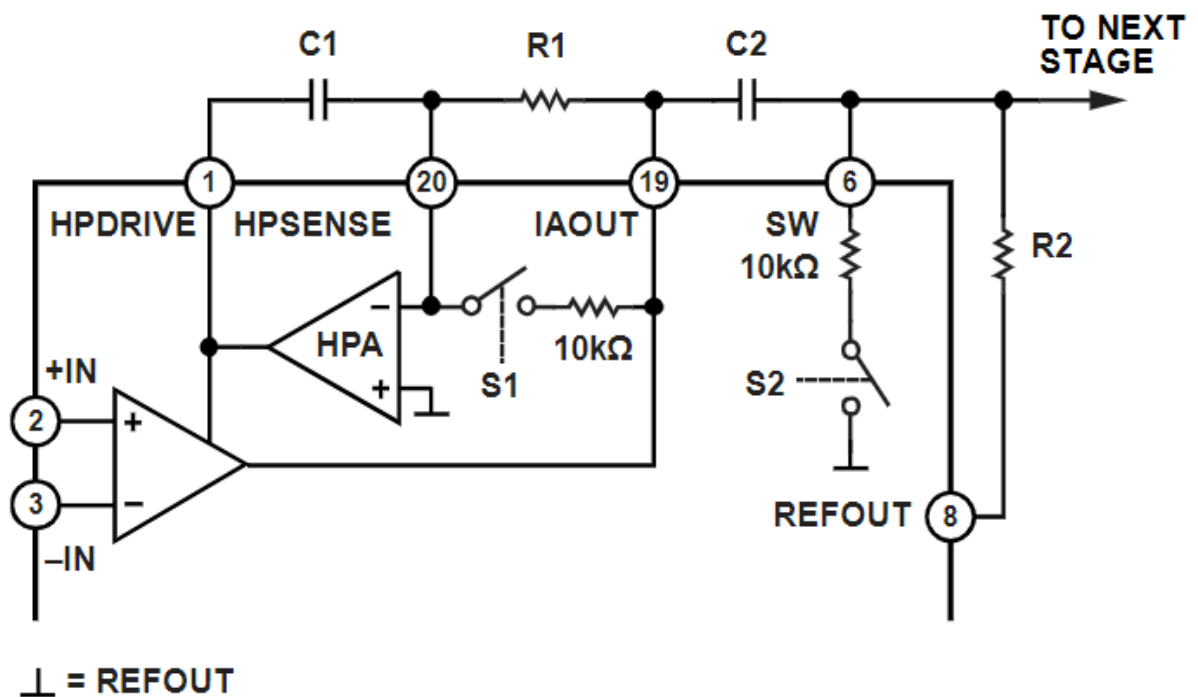 C1
R1
C2
TO NEXT
STAGE
1
20
19
6
HPDRIVE
HPSENSE
IAOUT
SW
10kΩ
R2
HPA
–
+
10kΩ
S1
S2
+IN
2
+
3
–
–IN
REFOUT
8
⊥ = REFOUT